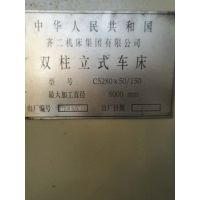 中华人民共和国
齐二机床集团有限公司
双柱立式车床
型号 C5280×50/150
最大加工直径 8000 mm
出厂编号 出厂日期